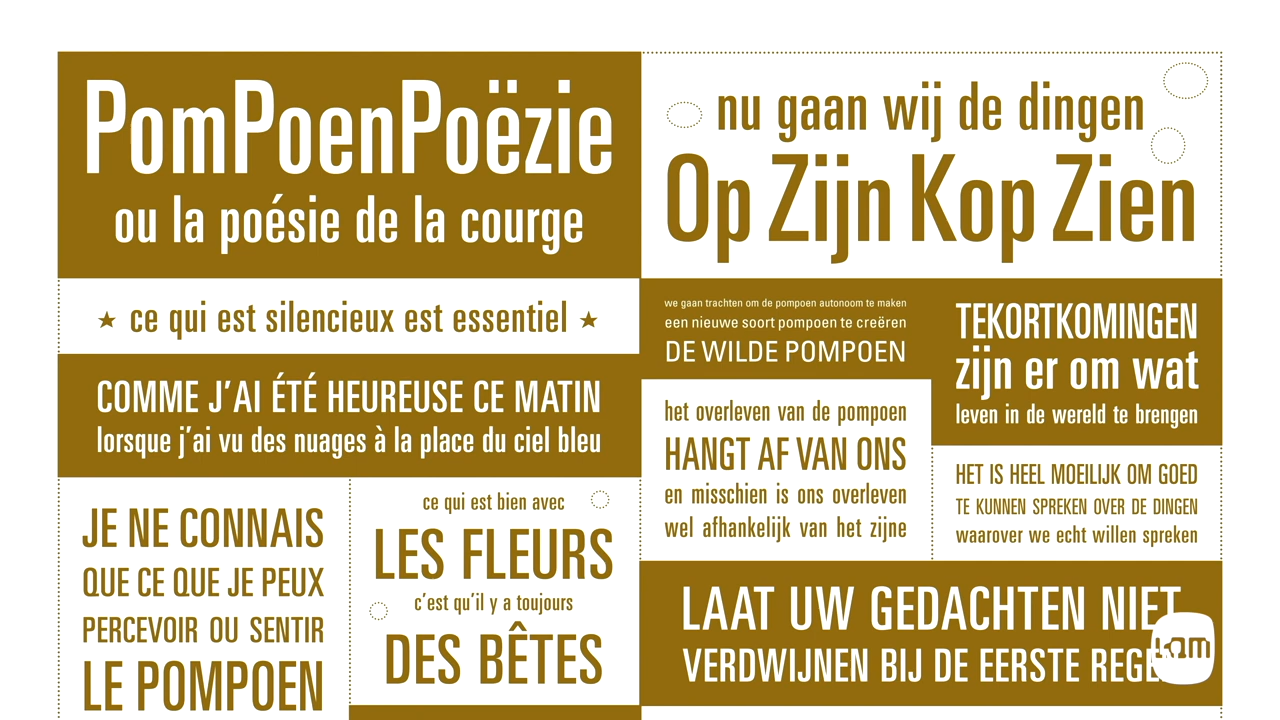 PomPoenPoëzie
ou la poésie de la courge
ce qui est silencieux est essentiel
COMME J'AI ÉTÉ HEUREUSE CE MATIN
lorsque j'ai vu des nuages à la place du ciel bleu
JE NE CONNAIS
QUE CE QUE JE PEUX
PERCEVOIR OU SENTIR
LE POMPOEN
ce qui est bien avec
LES FLEURS
c'est qu'il y a toujours
DES BÊTES
nu gaan wij de dingen
Op Zijn Kop Zien
we gaan trachten om de pompoen autonoom te maken
een nieuwe soort pompoen te creëren
DE WILDE POMPOEN
het overleven van de pompoen
HANGT AF VAN ONS
en misschien is ons overleven
wel afhankelijk van het zijne
TEKORTKOMINGEN
zijn er om wat
leven in de wereld te brengen
HET IS HEEL MOEILIJK OM GOED
TE KUNNEN SPREKEN OVER DE DINGEN
waarover we echt willen spreken
LAAT UW GEDACHTEN NIET
VERDWIJNEN BIJ DE EERSTE